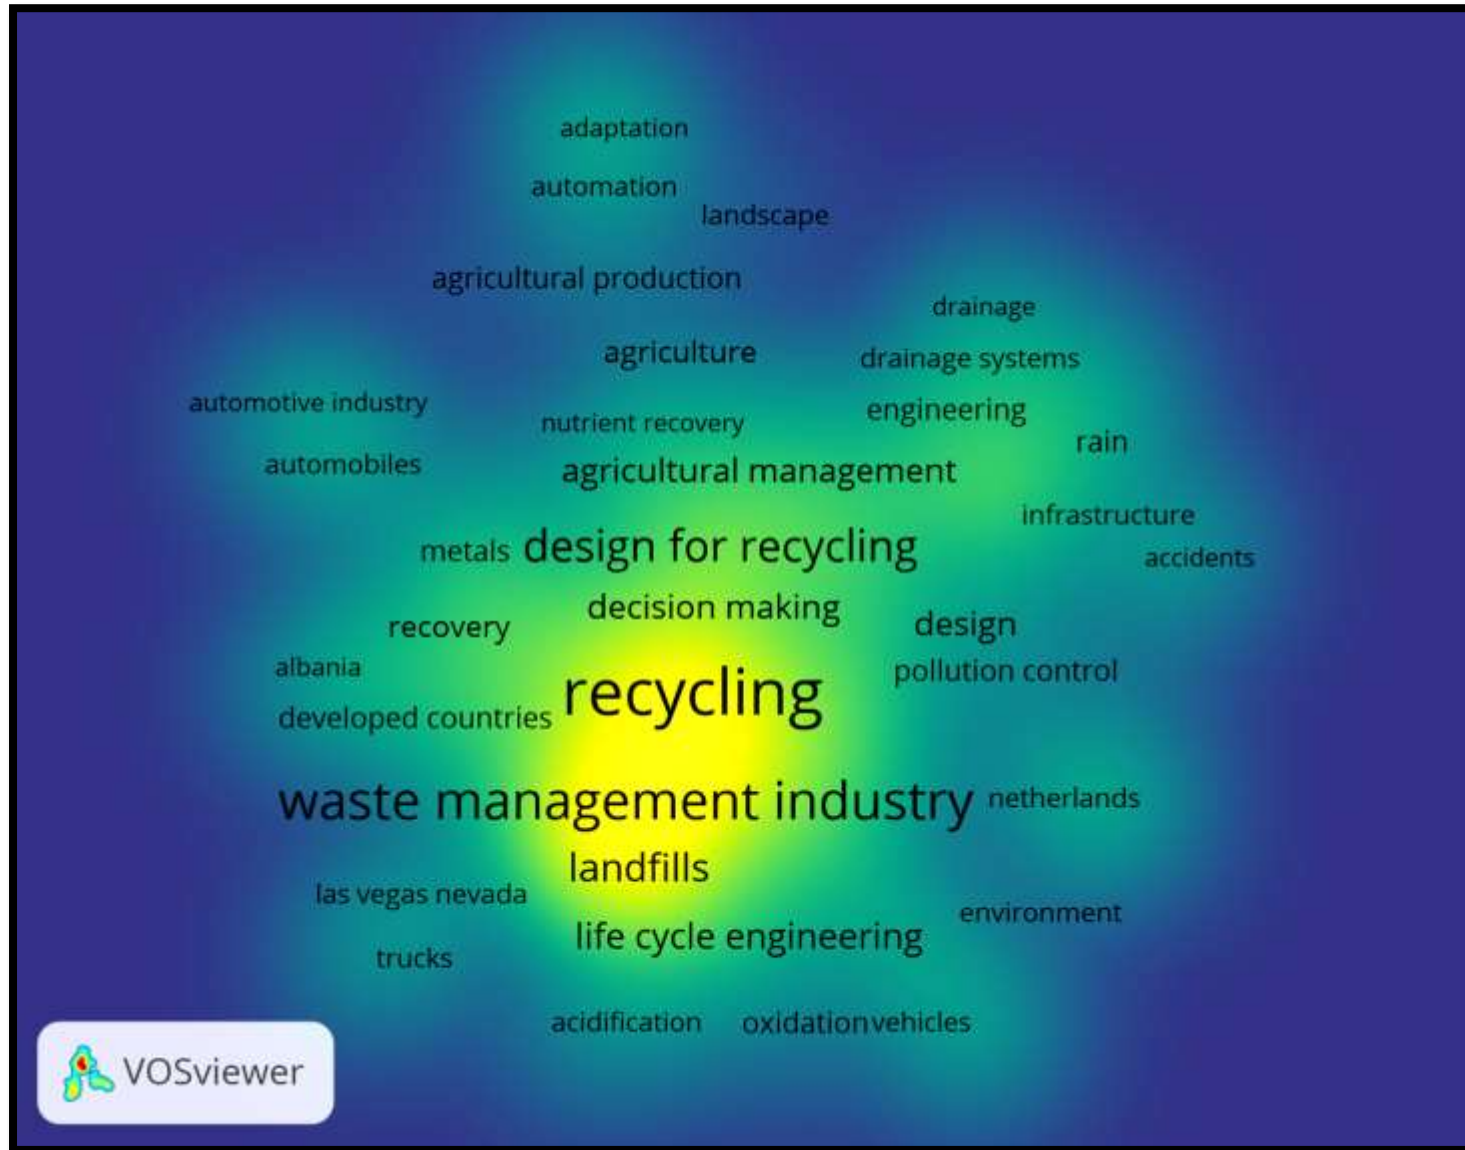 adaptation
automation
landscape
agricultural production
drainage
agriculture
drainage systems
automotive industry
nutrient recovery
engineering
rain
automobiles
agricultural management
infrastructure
metals
design for recycling
accidents
decision making
recovery
design
albania
pollution control
recycling
developed countries
waste management industry
netherlands
landfills
las vegas nevada
environment
life cycle engineering
trucks
acidification
oxidation
vehicles
VOSviewer